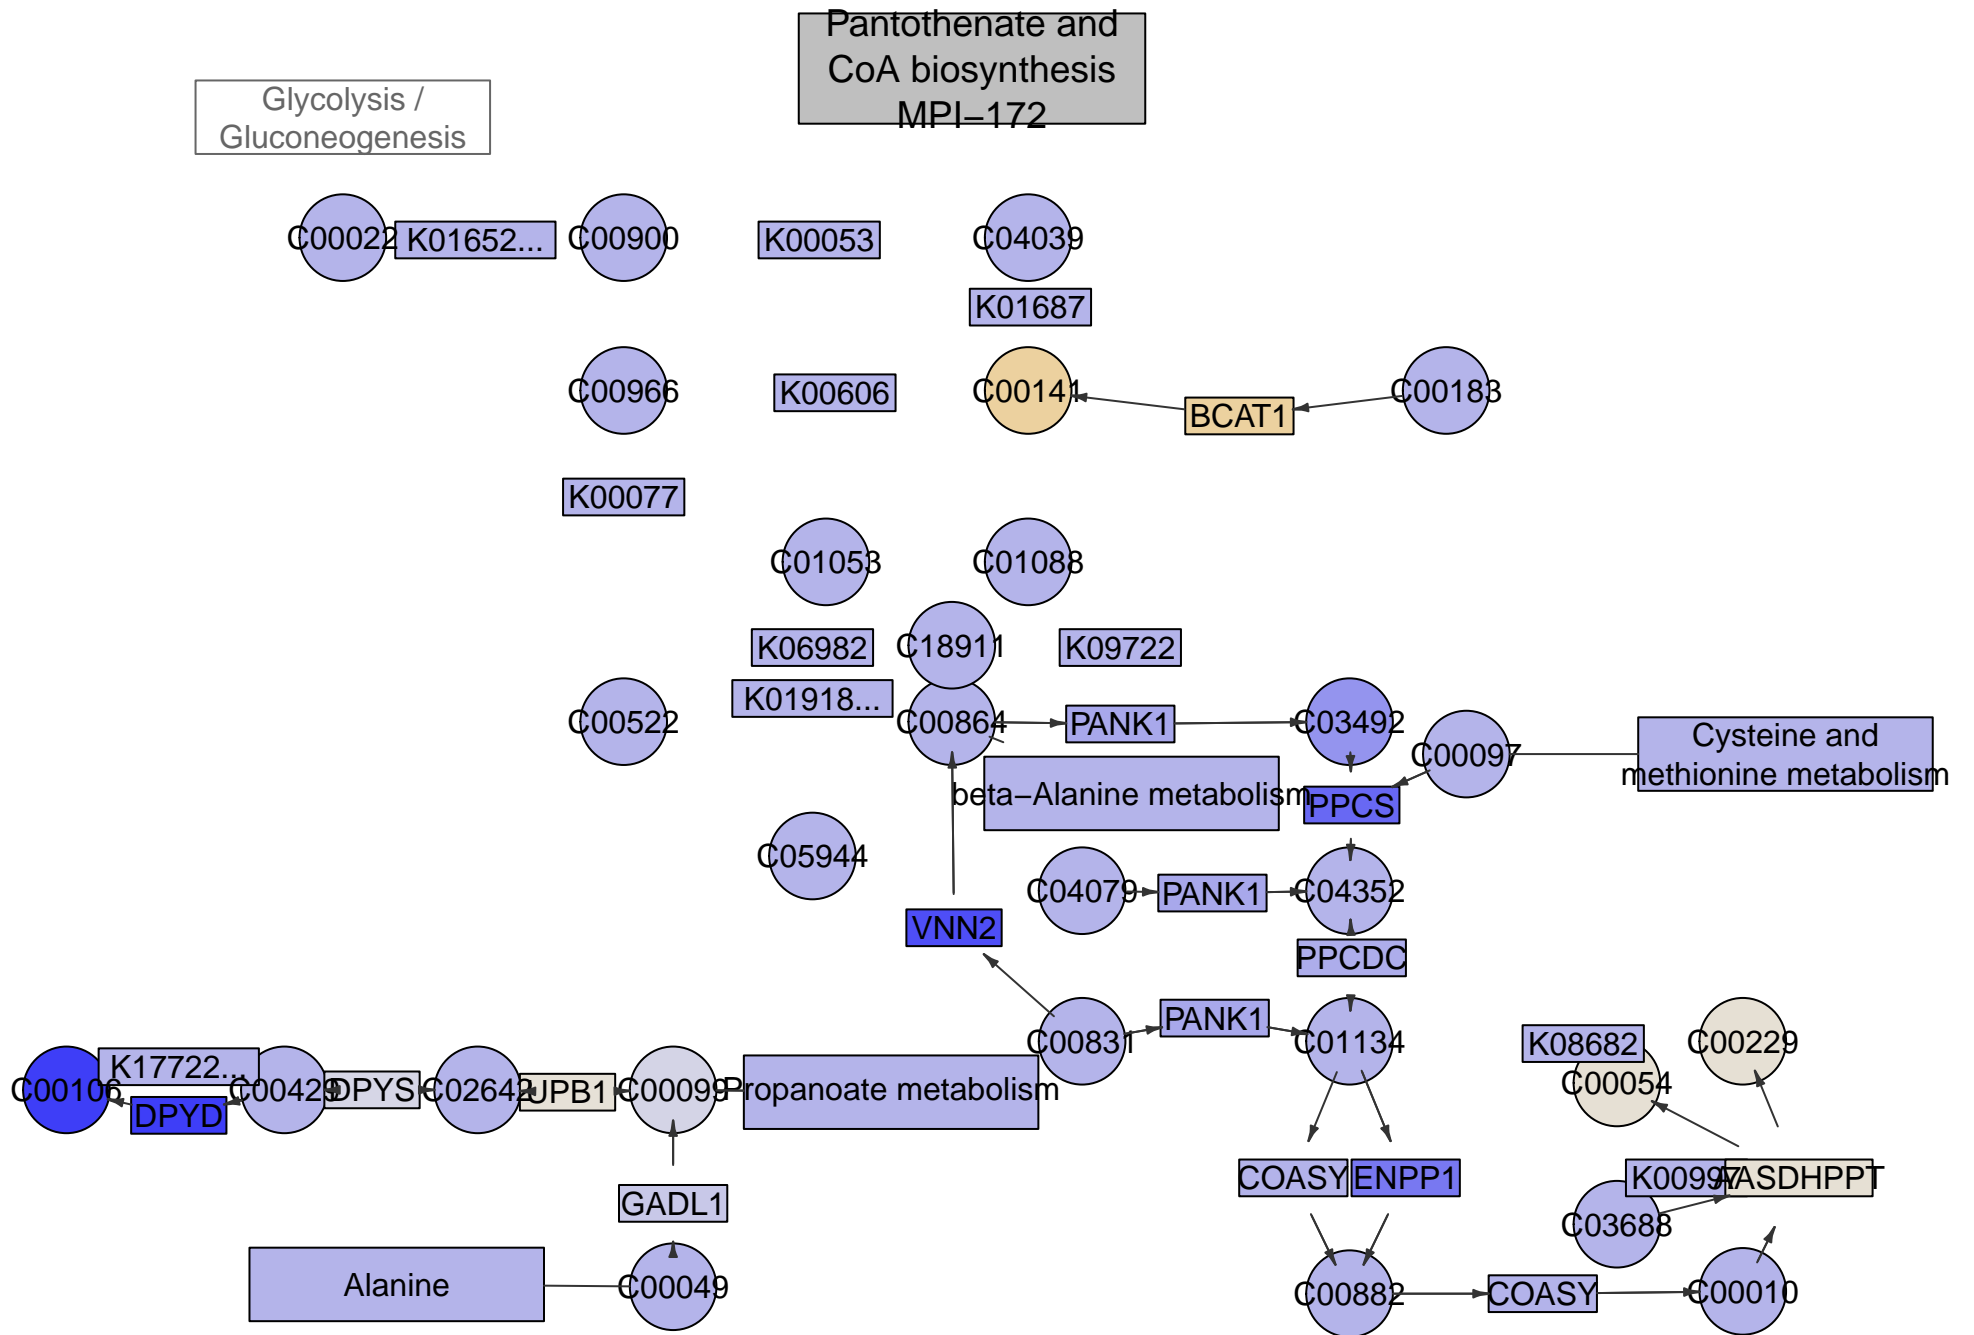 Pantothenate and
CoA biosynthesis
MPI–172
Glycolysis /
Gluconeogenesis
C00022
K01652...
C00900
K00053
C04039
K01687
C00966
K00606
C00141
BCAT1
C00183
K00077
C01053
C01088
K06982
C18911
K09722
K01918...
C00522
C00864
PANK1
C03492
C00097
Cysteine and
methionine metabolism
beta–Alanine metabolism
PPCS
C05944
C04079
PANK1
C04352
VNN2
PPCDC
C00831
PANK1
C01134
K08682
C00229
C00054
C00106
K17722...
DPYD
C00429
DPYS
C02642
UPB1
C00099
Propanoate metabolism
COASY
ENPP1
K00997
AASDHPPT
GADL1
C03688
Alanine
C00049
C00882
COASY
C00010